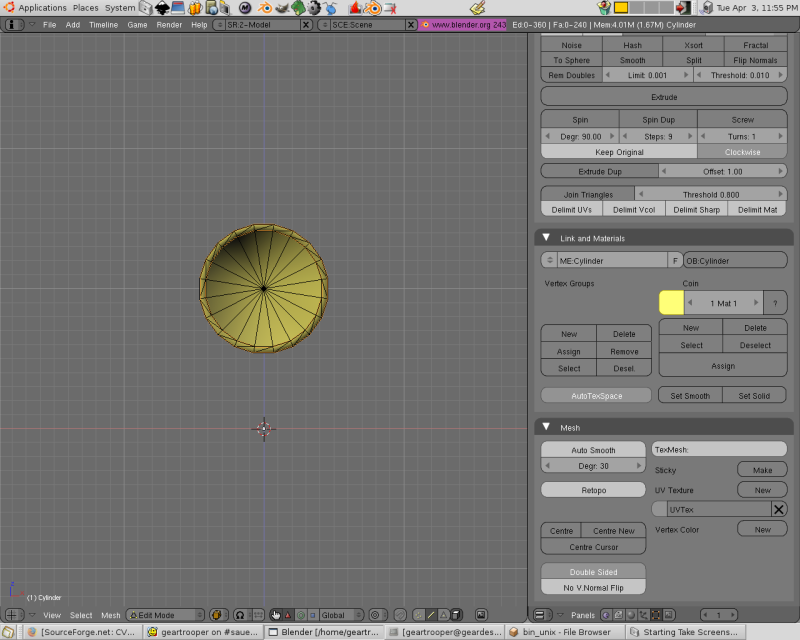 Applications Places System Tue Apr 3, 11:55 PM
File Add Timeline Game Render Help SR:2-Model SCE:Scene www.blender.org 243 Ed:0-360 | Fa:0-240 | Mem:4.01M (1.67M) Cylinder
Noise Hash Xsort Fractal
To Sphere Smooth Split Flip Normals
Rem Doubles Limit: 0.001 Threshold: 0.010
Extrude
Spin Spin Dup Screw
Degr: 90.00 Steps: 9 Turns: 1
Keep Original Clockwise
Extrude Dup Offset: 1.00
Join Triangles Threshold 0.800
Delimit UVs Delimit Vcol Delimit Sharp Delimit Mat
Link and Materials
ME:Cylinder F OB:Cylinder
Vertex Groups Coin
1 Mat 1 ?
New Delete
Assign Remove
Select Desel.
New Delete
Select Deselect
Assign
AutoTexSpace Set Smooth Set Solid
Mesh
Auto Smooth TexMesh:
Degr: 30 Sticky Make
Retopo UV Texture New
UVTex
Centre Centre New Vertex Color New
Centre Cursor
Double Sided
No V.Normal Flip
(1) Cylinder
View Select Mesh Edit Mode Global Panels 1
[SourceForge.net: CV... geartrooper on #saue... Blender [/home/geartr... [geartrooper@geardes... bin_unix - File Browser Starting Take Screens...